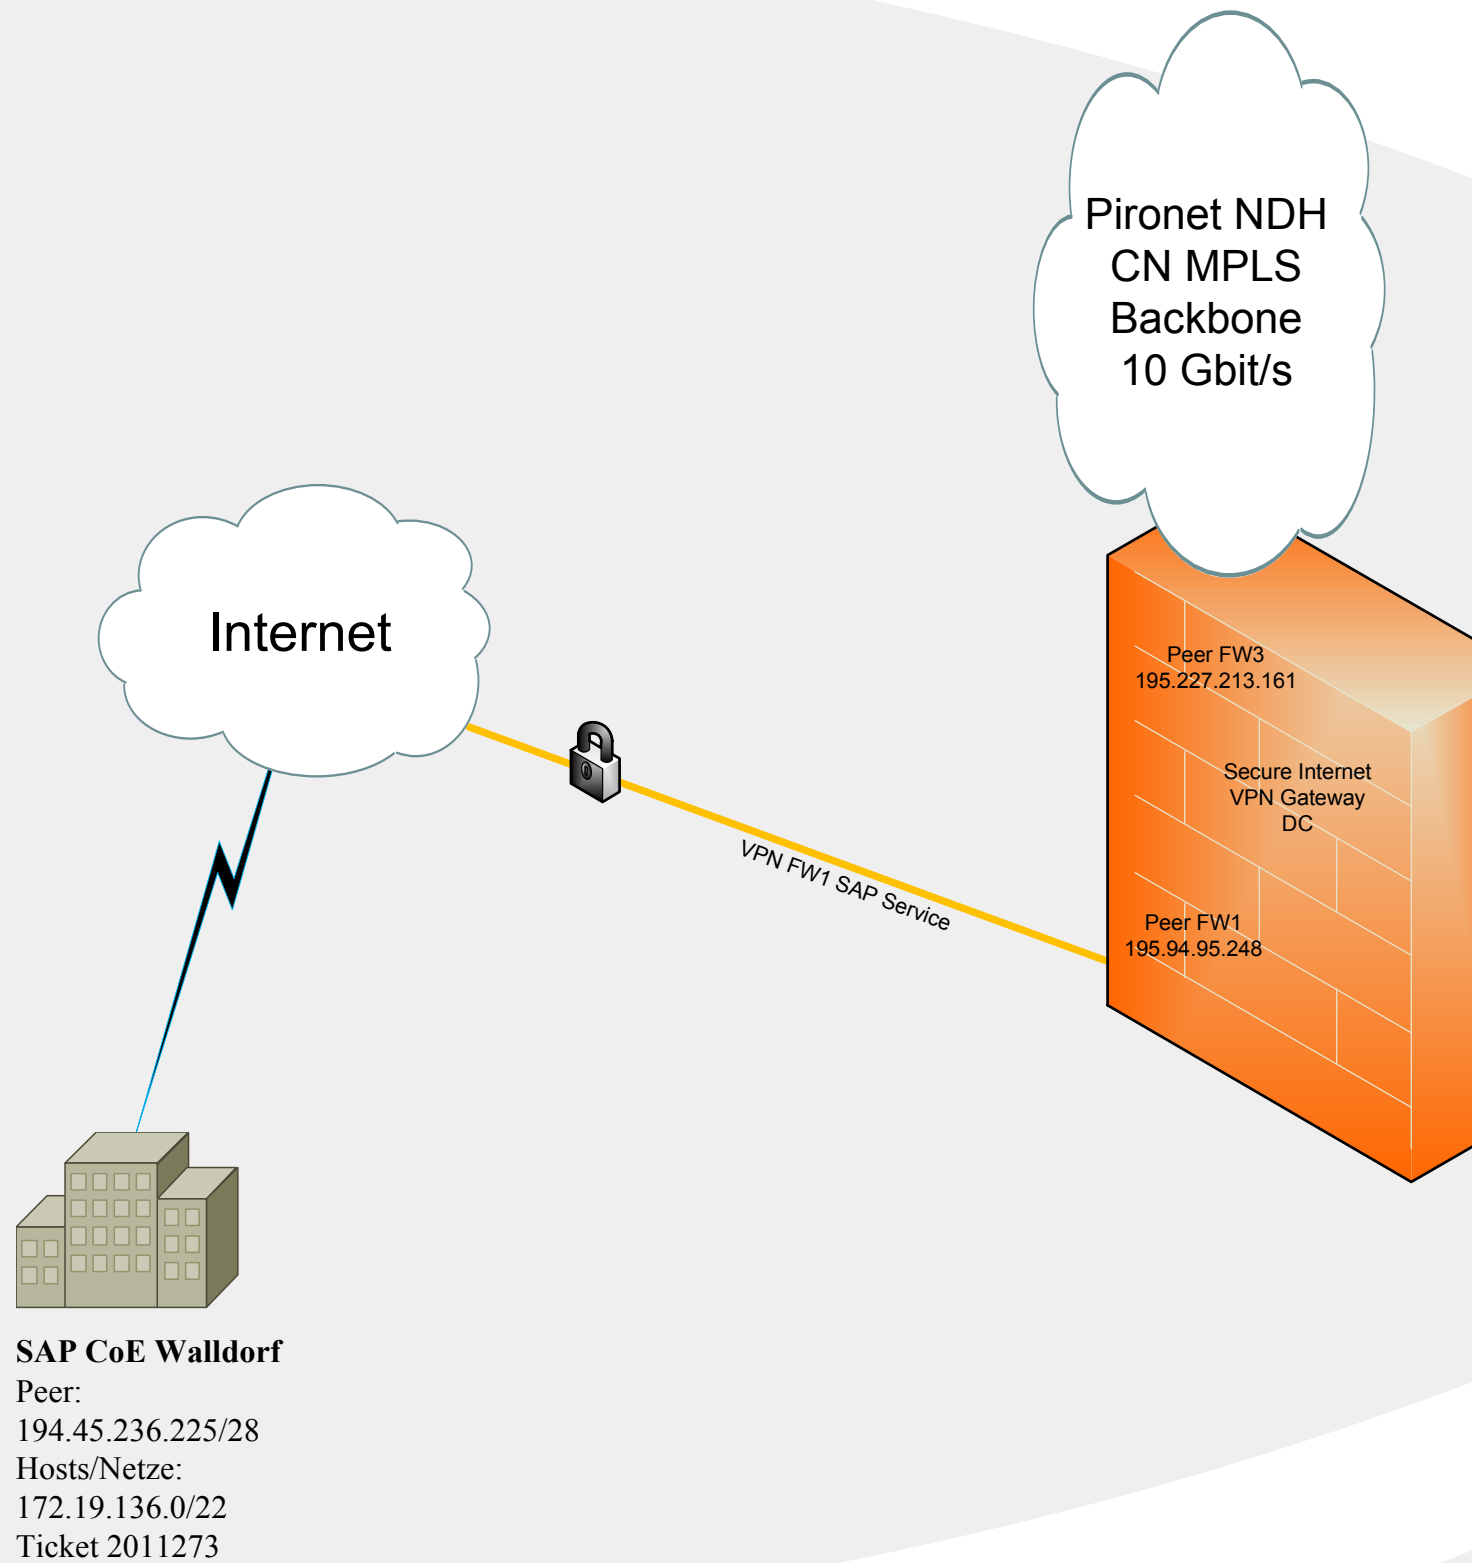 Pironet NDH
CN MPLS
Backbone
10 Gbit/s
Internet
Peer FW3
195.227.213.161
Secure Internet
VPN Gateway
DC
VPN FW1 SAP Service
Peer FW1
195.94.95.248
SAP CoE Walldorf
Peer:
194.45.236.225/28
Hosts/Netze:
172.19.136.0/22
Ticket 2011273